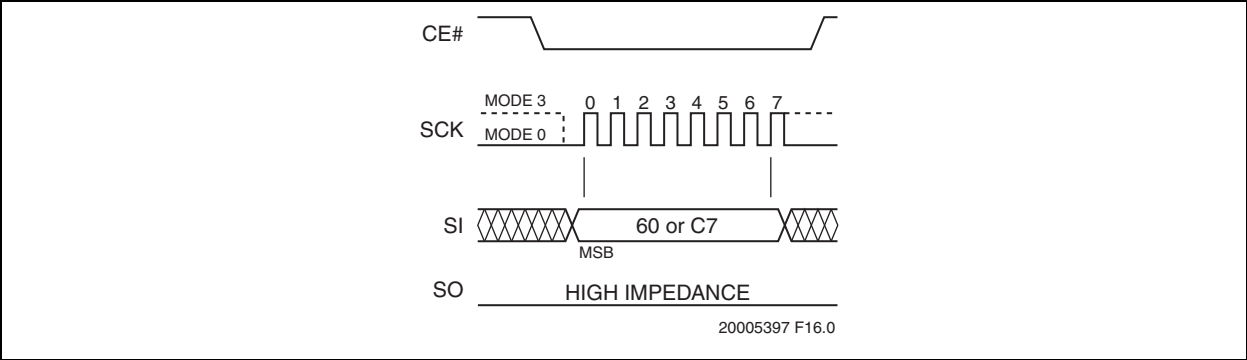 CE#
MODE 3
0 1 2 3 4 5 6 7
SCK
MODE 0
SI
60 or C7
MSB
SO
HIGH IMPEDANCE
20005397 F16.0